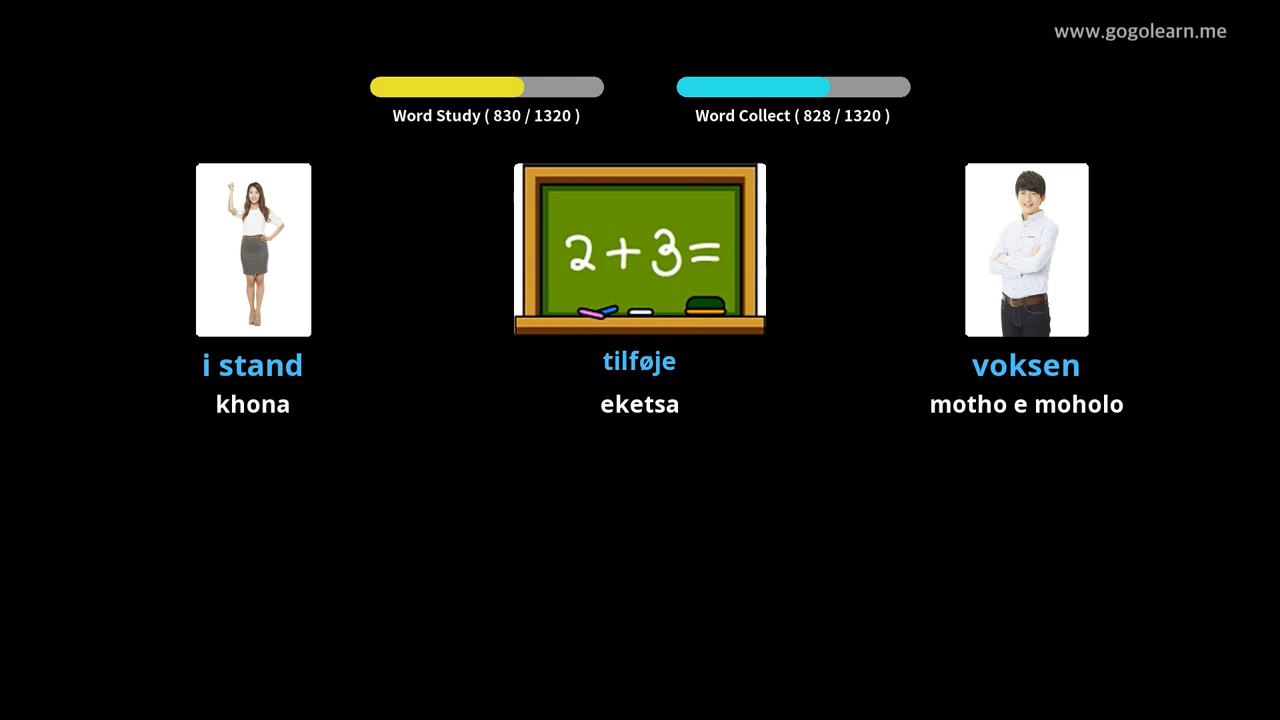 www.gogolearn.me
Word Study ( 830 / 1320 )
Word Collect ( 828 / 1320 )
2+3=
i stand
tilføje
voksen
khona
eketsa
motho e moholo